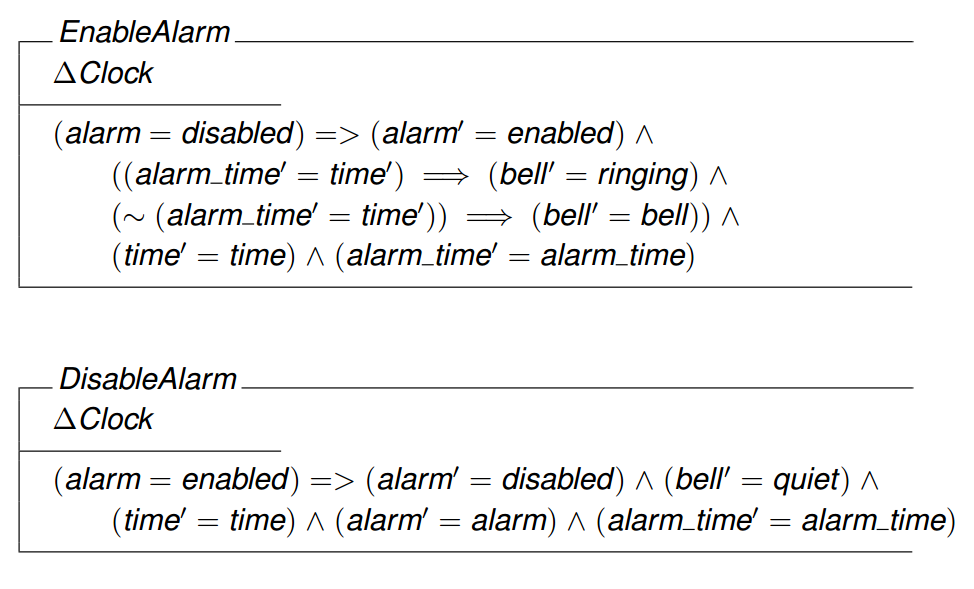 EnableAlarm
ΔClock
(alarm = disabled) => (alarm′ = enabled) ∧
((alarm_time′ = time′) ⟹ (bell′ = ringing) ∧
(∼ (alarm_time′ = time′)) ⟹ (bell′ = bell)) ∧
(time′ = time) ∧ (alarm_time′ = alarm_time)
DisableAlarm
ΔClock
(alarm = enabled) => (alarm′ = disabled) ∧ (bell′ = quiet) ∧
(time′ = time) ∧ (alarm′ = alarm) ∧ (alarm_time′ = alarm_time)